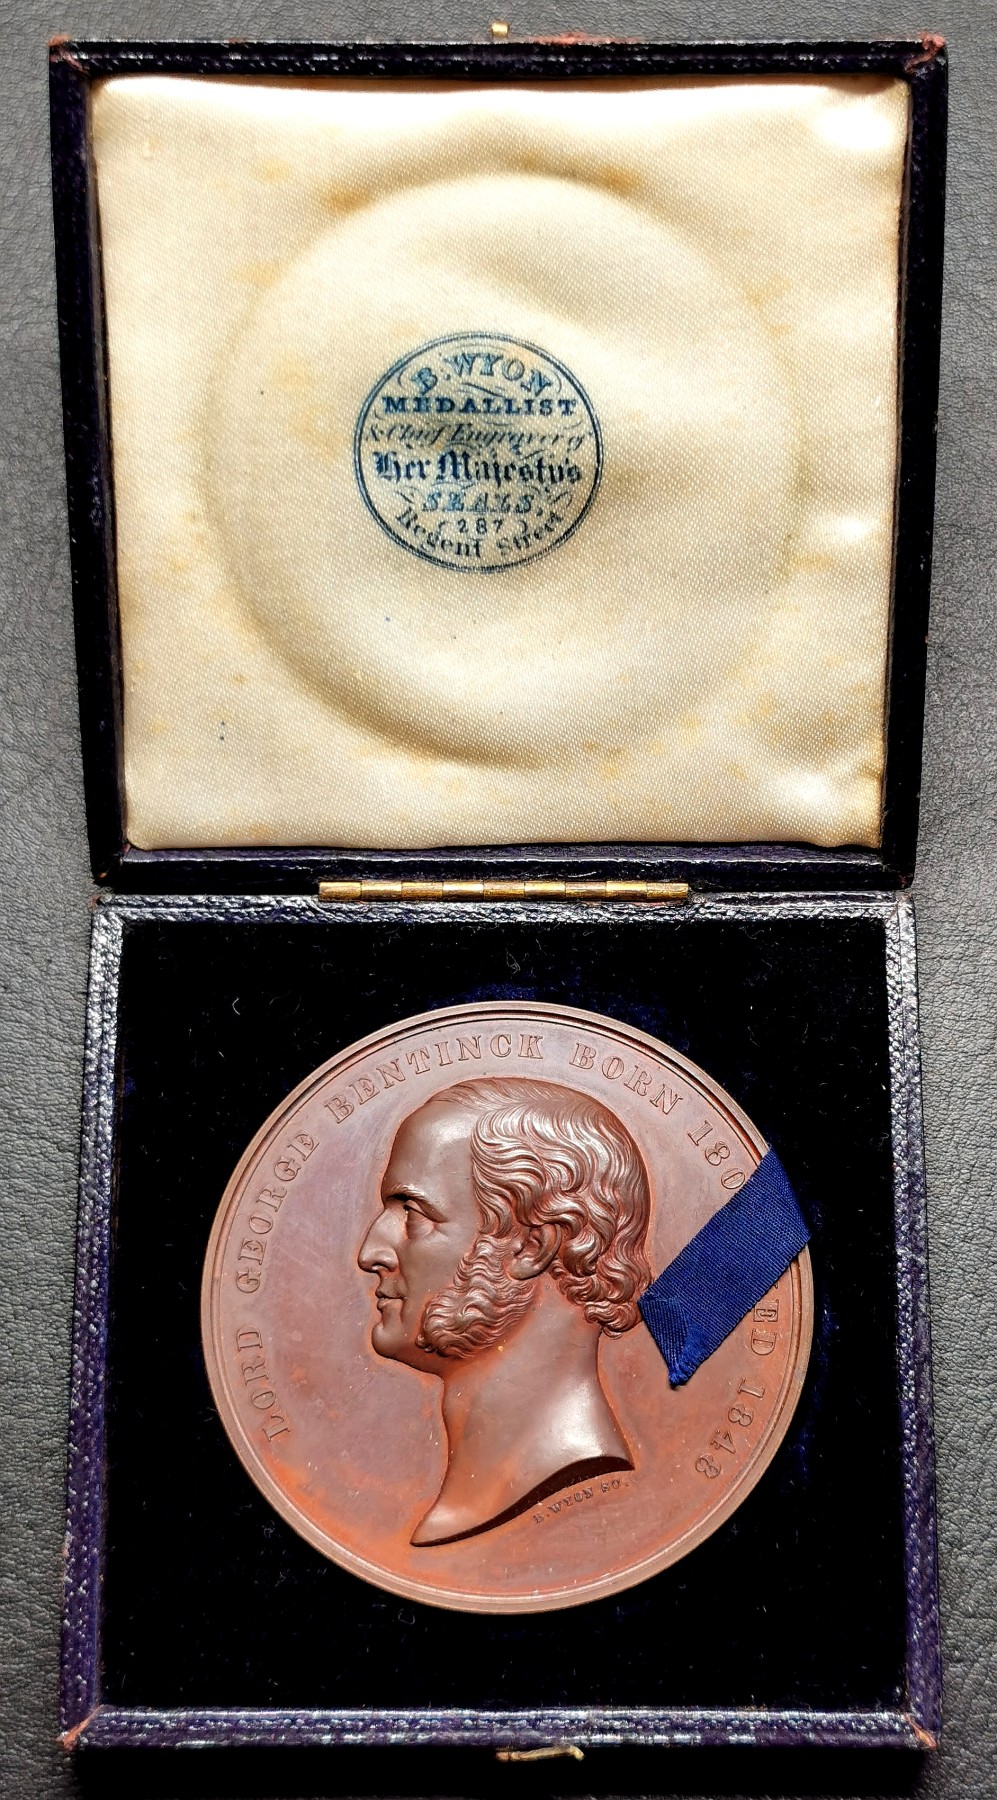 B. WYON
MEDALLIST
& Chief Engraver of
Her Majesty's
SEALS,
287
Regent Street
LORD GEORGE BENTINCK BORN 180 ED 1848
B. WYON SC.